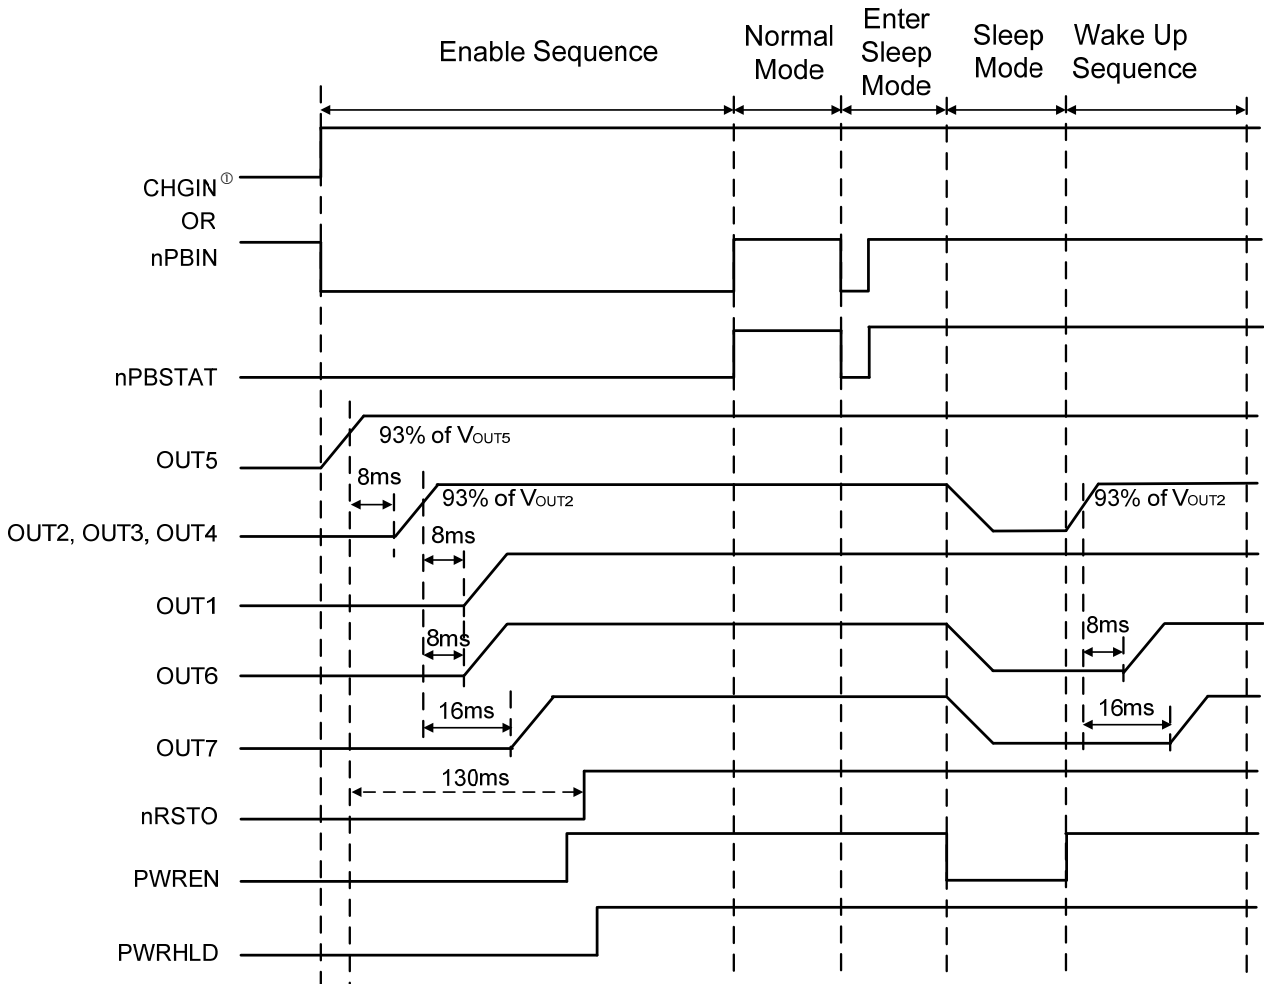 Enable Sequence
Normal
Mode
Enter
Sleep
Mode
Sleep
Mode
Wake Up
Sequence
CHGIN①
OR
nPBIN
nPBSTAT
OUT5
93% of VOUT5
8ms
OUT2, OUT3, OUT4
93% of VOUT2
93% of VOUT2
8ms
OUT1
8ms
8ms
OUT6
16ms
16ms
OUT7
130ms
nRSTO
PWREN
PWRHLD